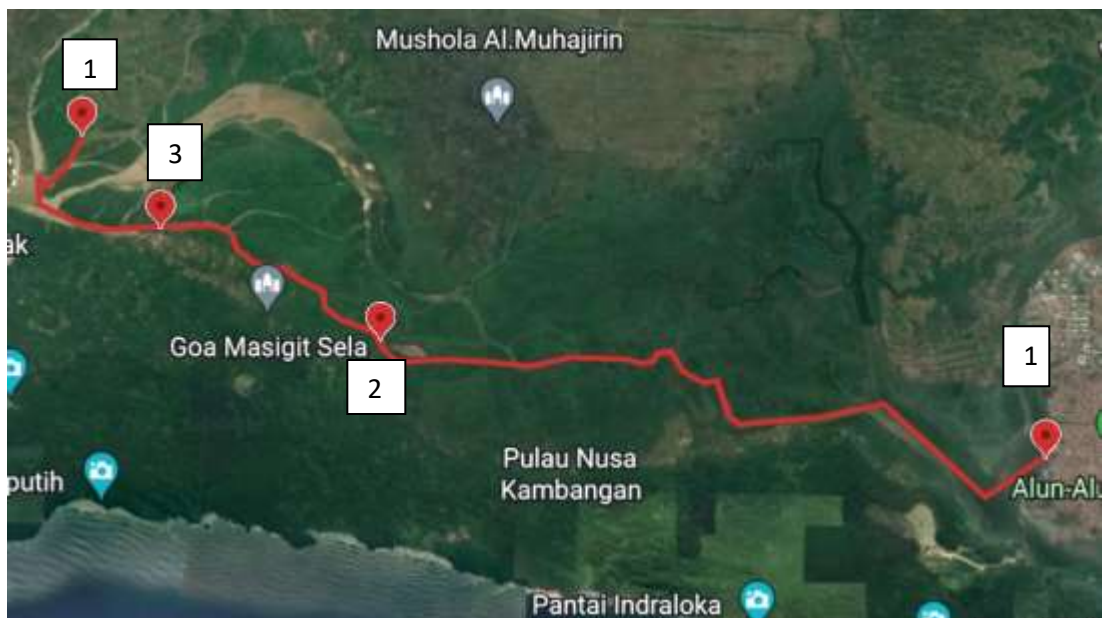 Mushola Al.Muhajirin
1
3
ak
Goa Masigit Sela
2
1
Pulau Nusa
Kambangan
putih
Alun-Alu
Pantai Indraloka